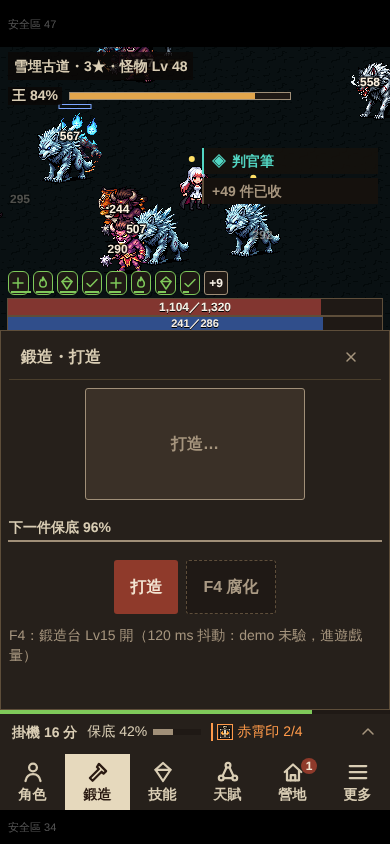 安全區 47
雪埋古道・3★・怪物 Lv 48
王 84%
558
567
判官筆
+49 件已收
295
244
507
290
+9
1,104／1,320
241／286
鍛造・打造
打造…
下一件保底 96%
打造
F4 腐化
F4：鍛造台 Lv15 開（120 ms 抖動：demo 未驗，進遊戲
量）
掛機 16 分
保底 42%
赤霄印 2/4
1
角色
鍛造
技能
天賦
營地
更多
安全區 34